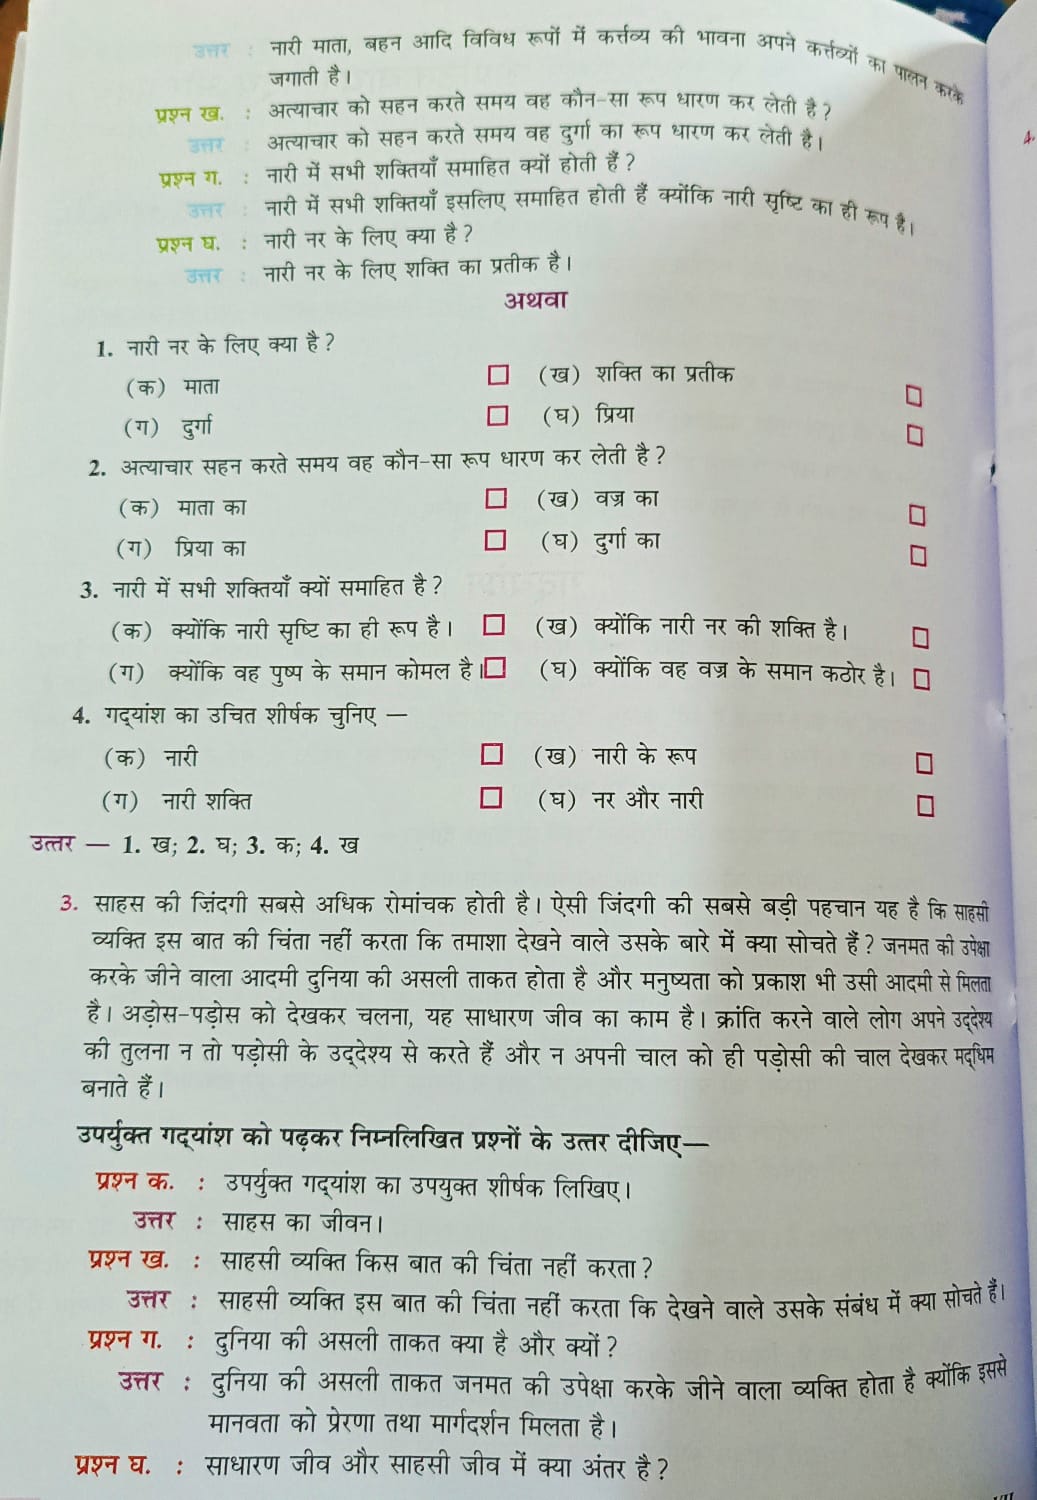 उत्तर : नारी माता, बहन आदि विविध रूपों में कर्त्तव्य की भावना अपने कर्त्तव्यों का पालन करके
जगाती है।
प्रश्न ख. : अत्याचार को सहन करते समय वह कौन-सा रूप धारण कर लेती है?
उत्तर : अत्याचार को सहन करते समय वह दुर्गा का रूप धारण कर लेती है।
प्रश्न ग. : नारी में सभी शक्तियाँ समाहित क्यों होती हैं?
उत्तर : नारी में सभी शक्तियाँ इसलिए समाहित होती हैं क्योंकि नारी सृष्टि का ही रूप है।
प्रश्न घ. : नारी नर के लिए क्या है?
उत्तर : नारी नर के लिए शक्ति का प्रतीक है।
अथवा
1. नारी नर के लिए क्या है?
(क) माता (ख) शक्ति का प्रतीक
(ग) दुर्गा (घ) प्रिया
2. अत्याचार सहन करते समय वह कौन-सा रूप धारण कर लेती है?
(क) माता का (ख) वज्र का
(ग) प्रिया का (घ) दुर्गा का
3. नारी में सभी शक्तियाँ क्यों समाहित है?
(क) क्योंकि नारी सृष्टि का ही रूप है। (ख) क्योंकि नारी नर की शक्ति है।
(ग) क्योंकि वह पुष्प के समान कोमल है। (घ) क्योंकि वह वज्र के समान कठोर है।
4. गद्यांश का उचित शीर्षक चुनिए —
(क) नारी (ख) नारी के रूप
(ग) नारी शक्ति (घ) नर और नारी
उत्तर — 1. ख; 2. घ; 3. क; 4. ख
3. साहस की ज़िंदगी सबसे अधिक रोमांचक होती है। ऐसी जिंदगी की सबसे बड़ी पहचान यह है कि साहसी
व्यक्ति इस बात की चिंता नहीं करता कि तमाशा देखने वाले उसके बारे में क्या सोचते हैं? जनमत की उपेक्षा
करके जीने वाला आदमी दुनिया की असली ताकत होता है और मनुष्यता को प्रकाश भी उसी आदमी से मिलता
है। अड़ोस-पड़ोस को देखकर चलना, यह साधारण जीव का काम है। क्रांति करने वाले लोग अपने उद्देश्य
की तुलना न तो पड़ोसी के उद्देश्य से करते हैं और न अपनी चाल को ही पड़ोसी की चाल देखकर मद्धिम
बनाते हैं।
उपर्युक्त गद्यांश को पढ़कर निम्नलिखित प्रश्नों के उत्तर दीजिए—
प्रश्न क. : उपर्युक्त गद्यांश का उपयुक्त शीर्षक लिखिए।
उत्तर : साहस का जीवन।
प्रश्न ख. : साहसी व्यक्ति किस बात की चिंता नहीं करता?
उत्तर : साहसी व्यक्ति इस बात की चिंता नहीं करता कि देखने वाले उसके संबंध में क्या सोचते हैं।
प्रश्न ग. : दुनिया की असली ताकत क्या है और क्यों?
उत्तर : दुनिया की असली ताकत जनमत की उपेक्षा करके जीने वाला व्यक्ति होता है क्योंकि इससे
मानवता को प्रेरणा तथा मार्गदर्शन मिलता है।
प्रश्न घ. : साधारण जीव और साहसी जीव में क्या अंतर है?
4.